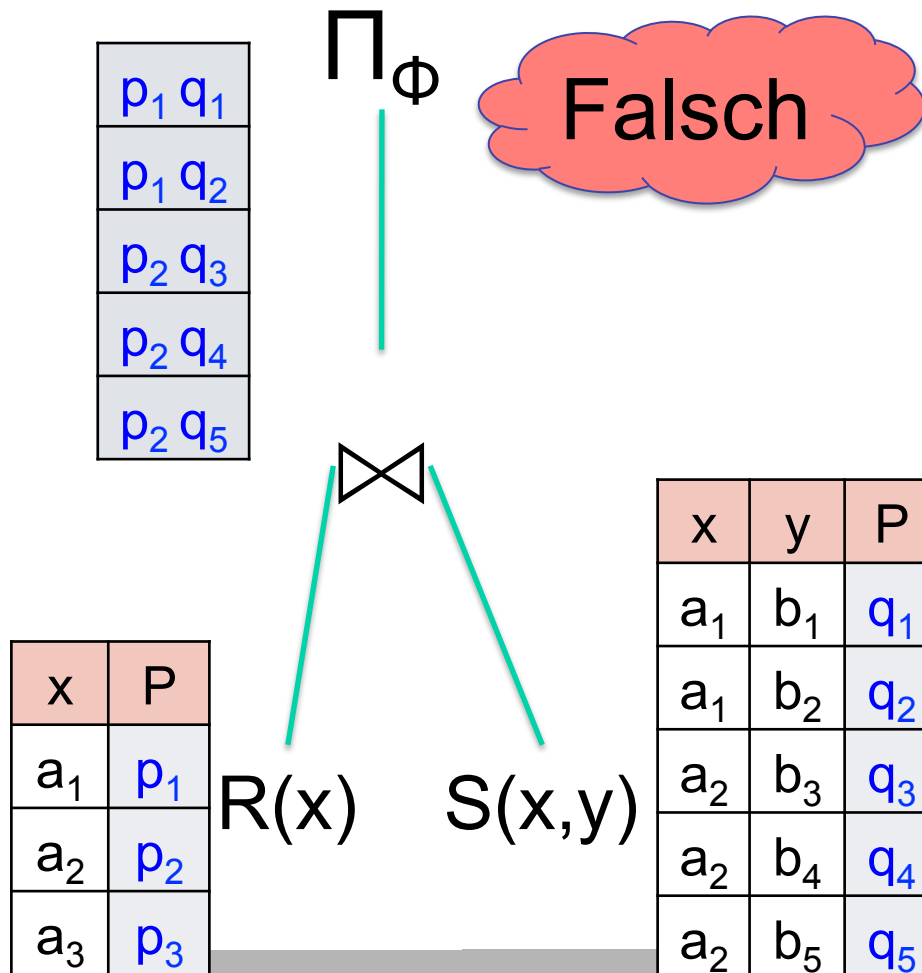 Π_Φ
Falsch
p₁ q₁
p₁ q₂
p₂ q₃
p₂ q₄
p₂ q₅
⋈
x P
a₁ p₁
a₂ p₂
a₃ p₃
R(x) S(x,y)
x y P
a₁ b₁ q₁
a₁ b₂ q₂
a₂ b₃ q₃
a₂ b₄ q₄
a₂ b₅ q₅